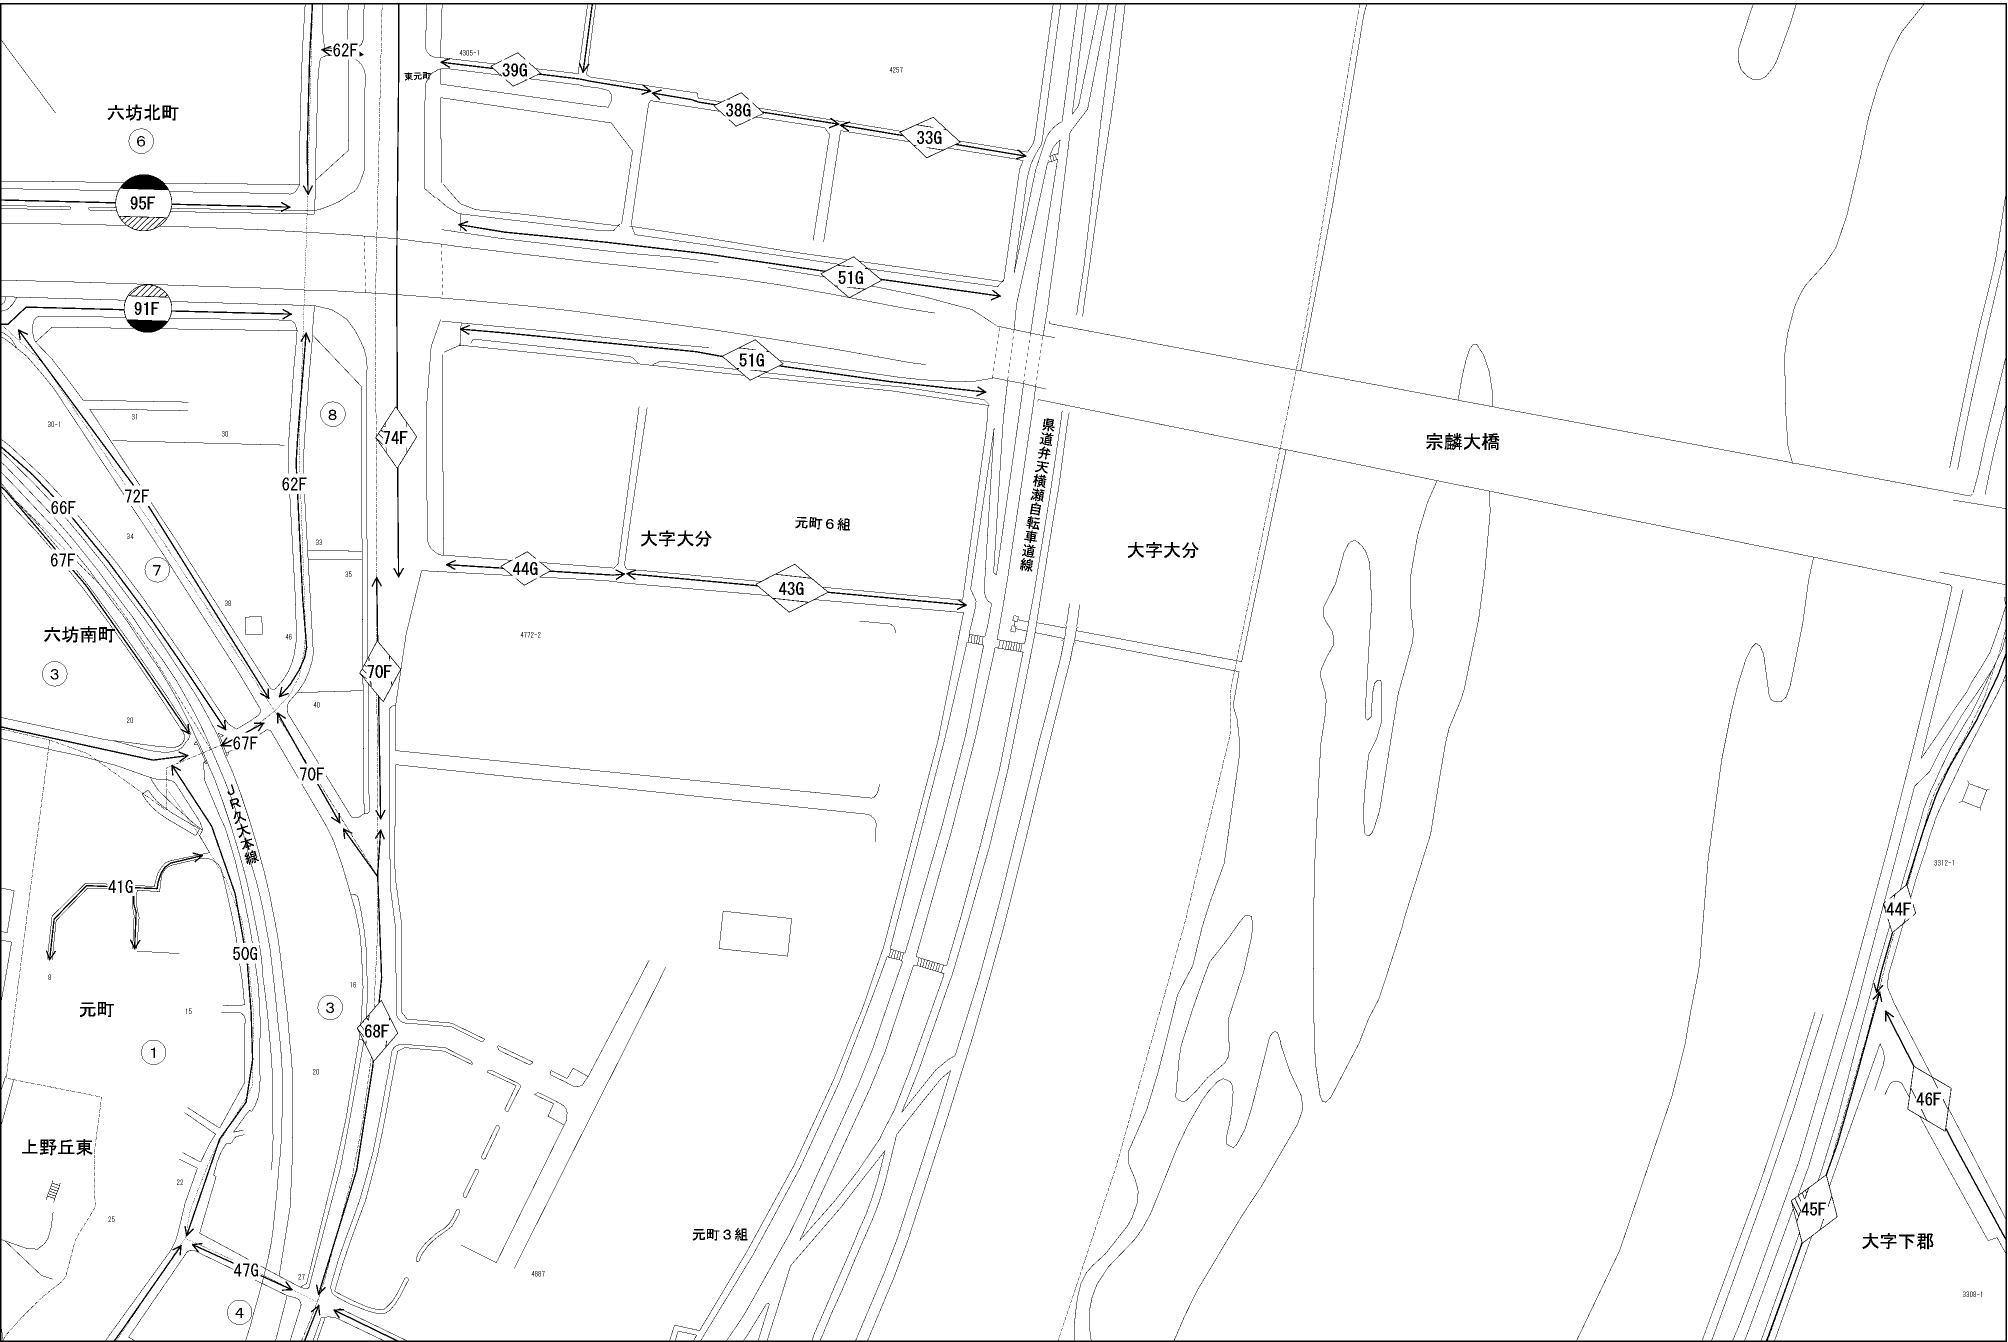 62F
4305-1
東元町
39G
4257
六坊北町
6
38G
33G
95F
51G
91F
51G
8
31
30-1
30
74F
県道弁天横瀬自転車道線
宗麟大橋
62F
72F
66F
元町6組
34
33
大字大分
大字大分
67F
7
44G
35
43G
38
六坊南町
46
4772-2
3
70F
40
20
67F
70F
JR久大本線
3312-1
41G
44F
50G
8
16
元町
15
3
68F
1
20
46F
上野丘東
22
25
45F
元町3組
大字下郡
47G
27
4887
3308-1
4